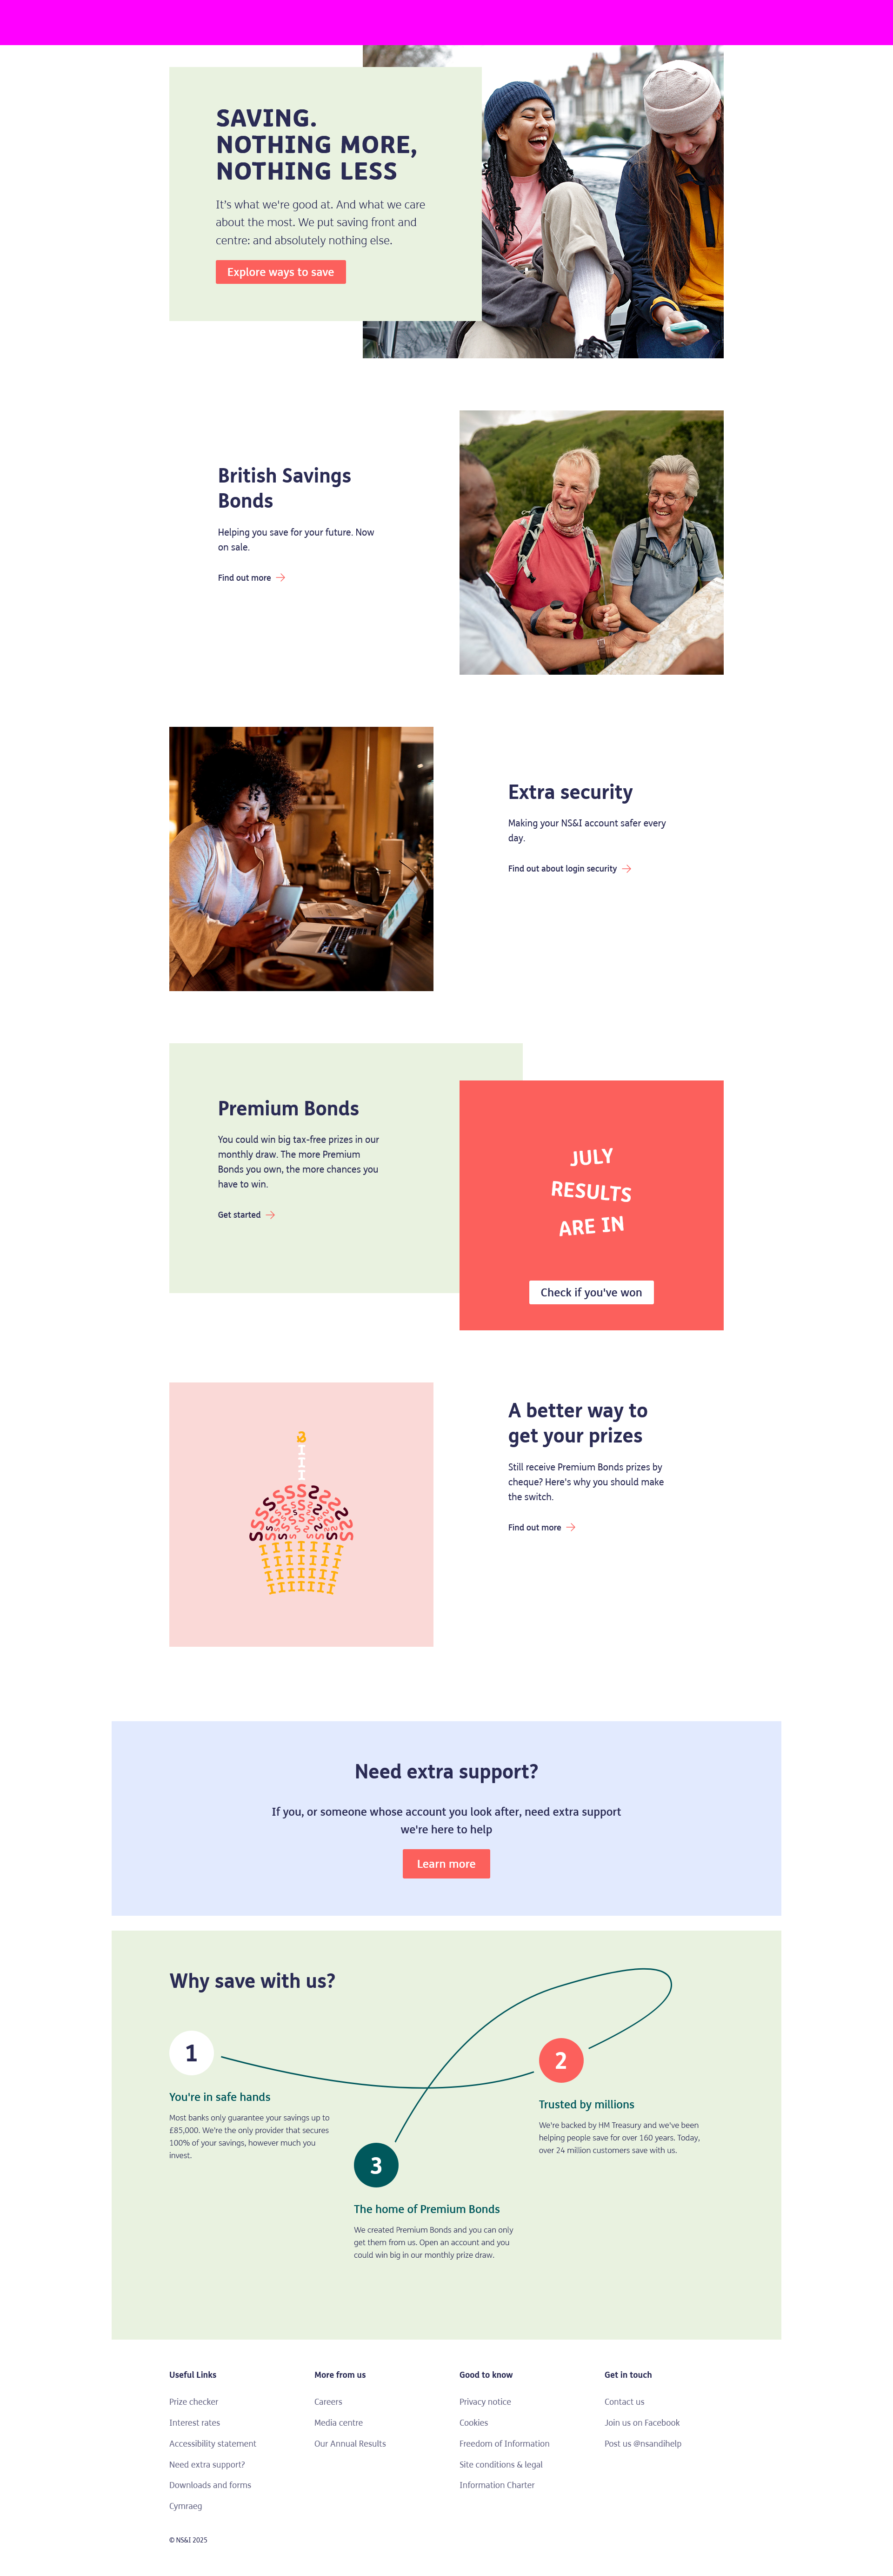 SAVING.
NOTHING MORE,
NOTHING LESS
It's what we're good at. And what we care
about the most. We put saving front and
centre: and absolutely nothing else.
Explore ways to save
British Savings
Bonds
Helping you save for your future. Now
on sale.
Find out more
Extra security
Making your NS&I account safer every
day.
Find out about login security
Premium Bonds
You could win big tax-free prizes in our
monthly draw. The more Premium
Bonds you own, the more chances you
have to win.
Get started
JULY
RESULTS
ARE IN
Check if you've won
A better way to
get your prizes
Still receive Premium Bonds prizes by
cheque? Here's why you should make
the switch.
Find out more
Need extra support?
If you, or someone whose account you look after, need extra support
we're here to help
Learn more
Why save with us?
1
You're in safe hands
Most banks only guarantee your savings up to
£85,000. We're the only provider that secures
100% of your savings, however much you
invest.
2
Trusted by millions
We're backed by HM Treasury and we've been
helping people save for over 160 years. Today,
over 24 million customers save with us.
3
The home of Premium Bonds
We created Premium Bonds and you can only
get them from us. Open an account and you
could win big in our monthly prize draw.
Useful Links
Prize checker
Interest rates
Accessibility statement
Need extra support?
Downloads and forms
Cymraeg
More from us
Careers
Media centre
Our Annual Results
Good to know
Privacy notice
Cookies
Freedom of Information
Site conditions & legal
Information Charter
Get in touch
Contact us
Join us on Facebook
Post us @nsandihelp
© NS&I 2025